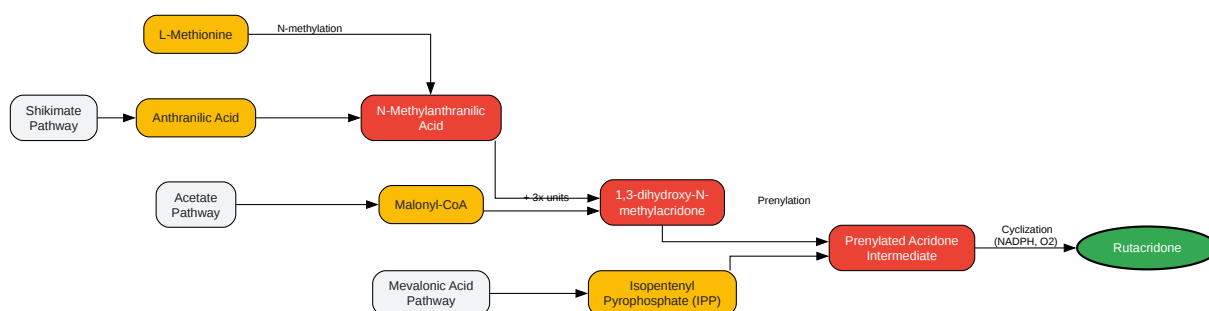 L-Methionine
N-methylation
Shikimate
Pathway
Anthranilic Acid
N-Methylanthranilic
Acid
Acetate
Pathway
Malonyl-CoA
+ 3x units
1,3-dihydroxy-N-
methylacridone
Prenylation
Prenylated Acridone
Intermediate
Cyclization
(NADPH, O2)
Rutacridone
Mevalonic Acid
Pathway
Isopentenyl
Pyrophosphate (IPP)